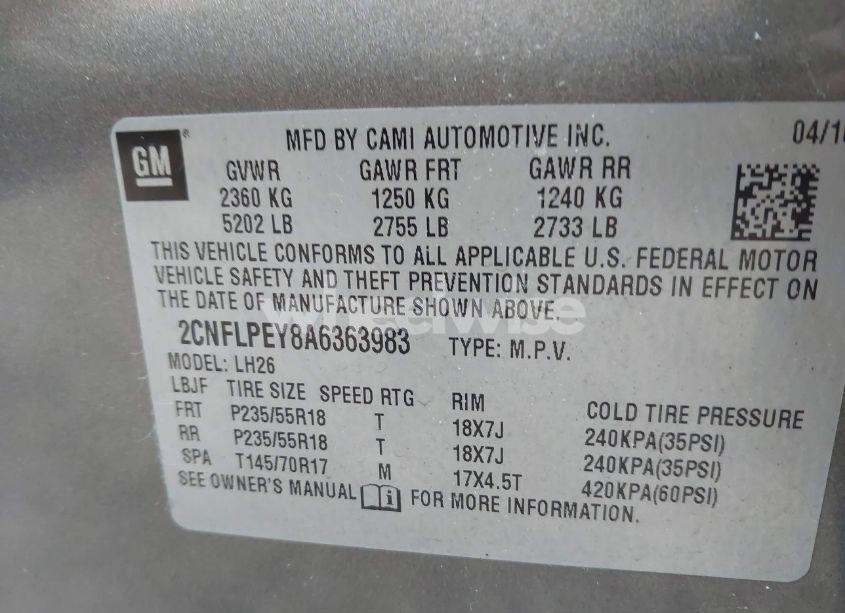 GM
MFD BY CAMI AUTOMOTIVE INC. 04/10
GVWR GAWR FRT GAWR RR
2360 KG 1250 KG 1240 KG
5202 LB 2755 LB 2733 LB
THIS VEHICLE CONFORMS TO ALL APPLICABLE U.S. FEDERAL MOTOR
VEHICLE SAFETY AND THEFT PREVENTION STANDARDS IN EFFECT ON
THE DATE OF MANUFACTURE SHOWN ABOVE.
wheelwise
2CNFLPEY8A6363983 TYPE: M.P.V.
MODEL: LH26
LBJF TIRE SIZE SPEED RTG RIM COLD TIRE PRESSURE
FRT P235/55R18 T 18X7J 240KPA(35PSI)
RR P235/55R18 T 18X7J 240KPA(35PSI)
SPA T145/70R17 M 17X4.5T 420KPA(60PSI)
SEE OWNER'S MANUAL i FOR MORE INFORMATION.